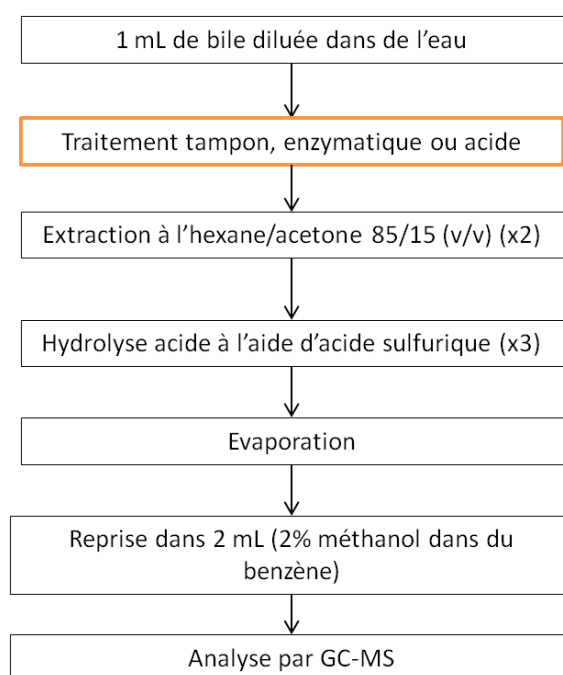 1 mL de bile diluée dans de l’eau
Traitement tampon, enzymatique ou acide
Extraction à l’hexane/acetone 85/15 (v/v) (x2)
Hydrolyse acide à l’aide d’acide sulfurique (x3)
Evaporation
Reprise dans 2 mL (2% méthanol dans du
benzène)
Analyse par GC-MS